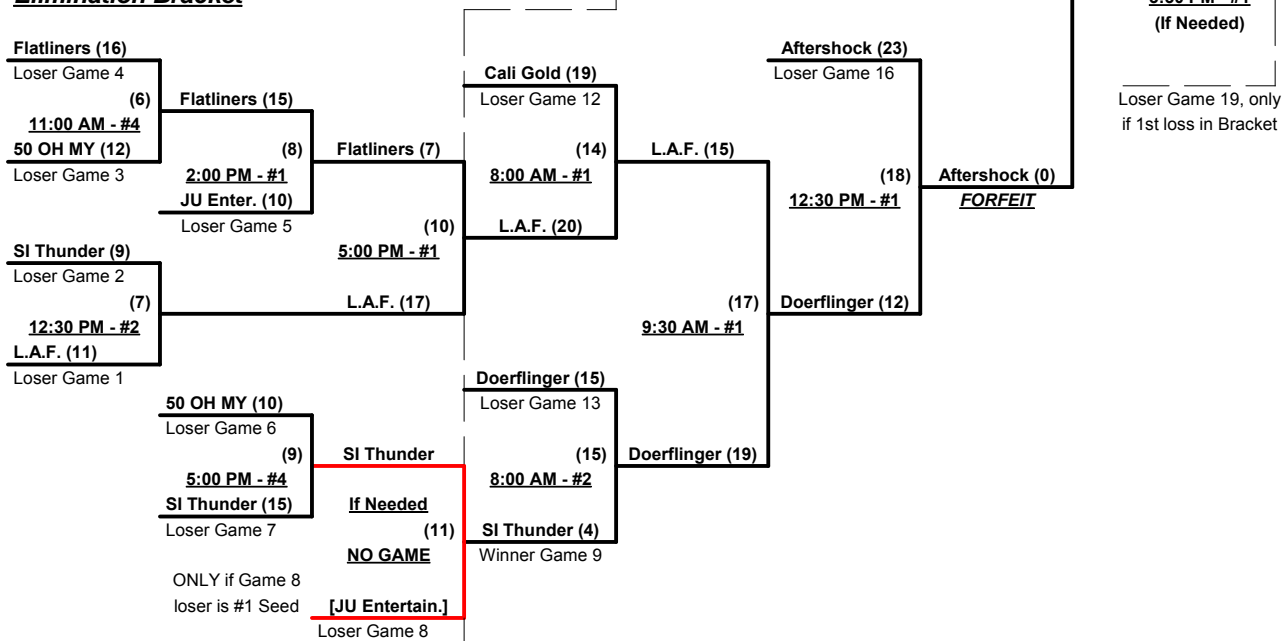 Elimination Bracket
(If Needed)
Flatliners (16)
Loser Game 4
(6)
11:00 AM - #4
50 OH MY (12)
Loser Game 3
Flatliners (15)
(8)
2:00 PM - #1
JU Enter. (10)
Loser Game 5
SI Thunder (9)
Loser Game 2
(7)
12:30 PM - #2
L.A.F. (11)
Loser Game 1
Flatliners (7)
(10)
5:00 PM - #1
L.A.F. (17)
50 OH MY (10)
Loser Game 6
(9)
5:00 PM - #4
SI Thunder (15)
Loser Game 7
SI Thunder
If Needed
(11)
NO GAME
ONLY if Game 8
loser is #1 Seed
[JU Entertain.]
Loser Game 8
Cali Gold (19)
Loser Game 12
(14)
8:00 AM - #1
L.A.F. (20)
Doerflinger (15)
Loser Game 13
(15)
8:00 AM - #2
SI Thunder (4)
Winner Game 9
L.A.F. (15)
(17)
9:30 AM - #1
Doerflinger (19)
Aftershock (23)
Loser Game 16
(18)
12:30 PM - #1
Doerflinger (12)
Aftershock (0)
FORFEIT
Loser Game 19, only
if 1st loss in Bracket